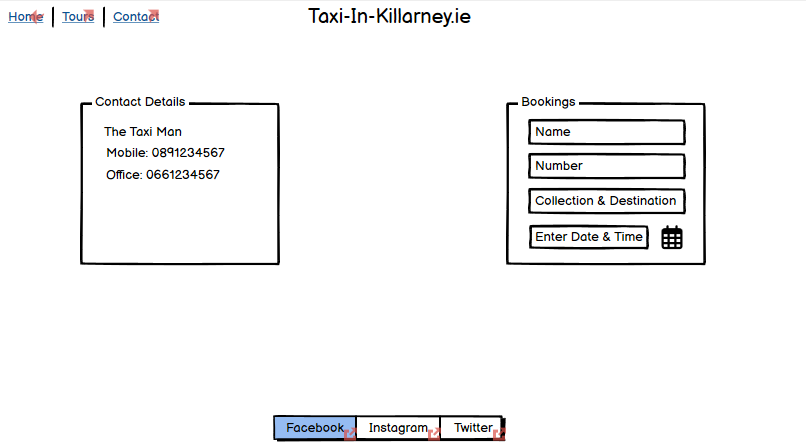 Home Tours Contact
Taxi-In-Killarney.ie
Contact Details
The Taxi Man
Mobile: 0891234567
Office: 0661234567
Bookings
Name
Number
Collection & Destination
Enter Date & Time
Facebook Instagram Twitter